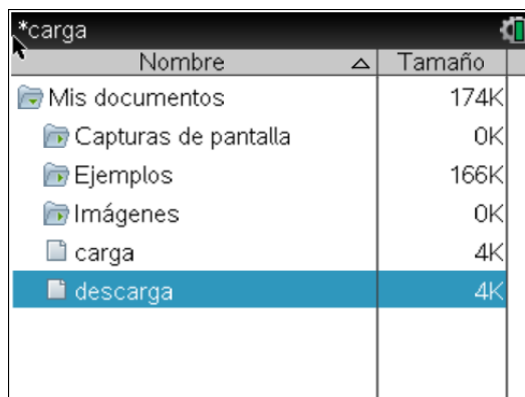 *carga
Nombre Tamaño
Mis documentos 174K
Capturas de pantalla 0K
Ejemplos 166K
Imágenes 0K
carga 4K
descarga 4K